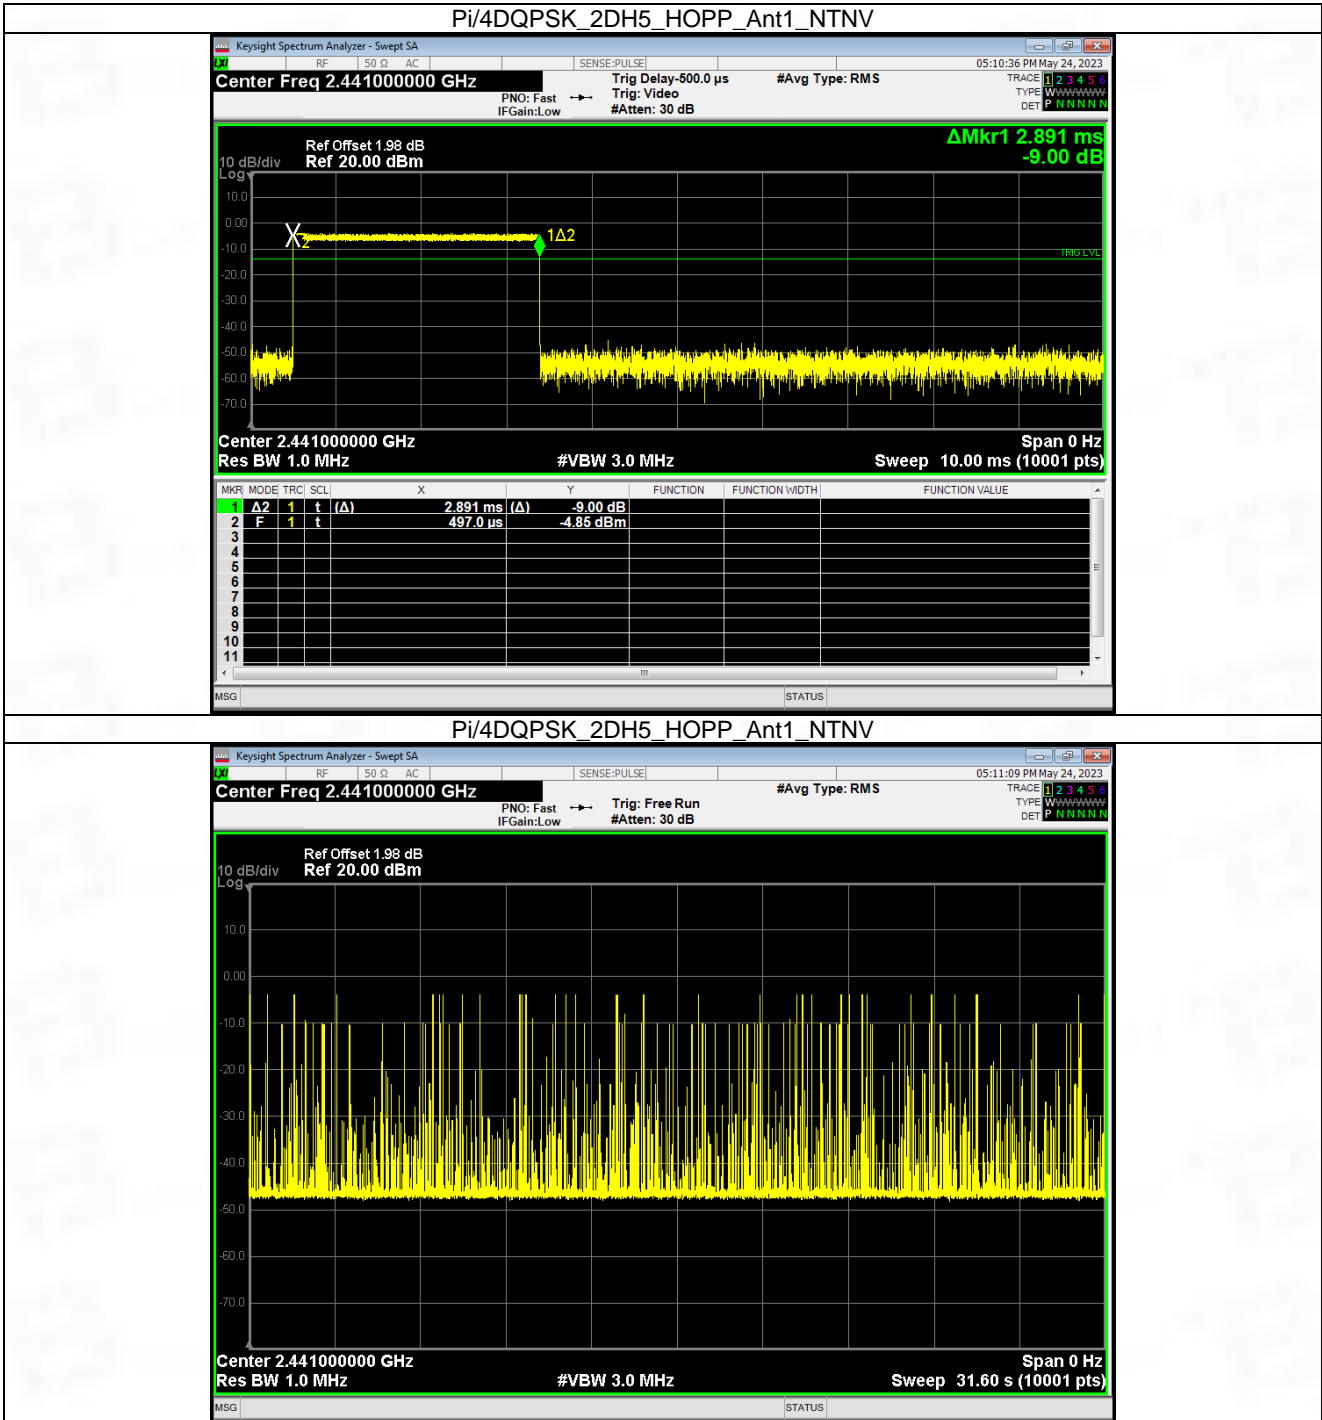 Pi/4DQPSK_2DH5_HOPP_Ant1_NTNV
Keysight Spectrum Analyzer - Swept SA
LXI RF 50 Ω AC SENSE:PULSE 05:10:36 PM May 24, 2023
Center Freq 2.441000000 GHz
PNO: Fast
IFGain:Low
Trig Delay-500.0 µs
Trig: Video
#Atten: 30 dB
#Avg Type: RMS
TRACE 1 2 3 4 5 6
TYPE WWWWWW
DET P N N N N N
ΔMkr1 2.891 ms
-9.00 dB
Ref Offset 1.98 dB
10 dB/div Ref 20.00 dBm
Log
10.0
0.00
-10.0
-20.0
-30.0
-40.0
-50.0
-60.0
-70.0
2
1Δ2
TRIG LVL
Center 2.441000000 GHz Span 0 Hz
Res BW 1.0 MHz #VBW 3.0 MHz Sweep 10.00 ms (10001 pts)
MKR MODE TRC SCL X Y FUNCTION FUNCTION WIDTH FUNCTION VALUE
1 Δ2 1 t (Δ) 2.891 ms (Δ) -9.00 dB
2 F 1 t 497.0 µs -4.85 dBm
3
4
5
6
7
8
9
10
11
MSG STATUS
Pi/4DQPSK_2DH5_HOPP_Ant1_NTNV
Keysight Spectrum Analyzer - Swept SA
LXI RF 50 Ω AC SENSE:PULSE 05:11:09 PM May 24, 2023
Center Freq 2.441000000 GHz
PNO: Fast
IFGain:Low
Trig: Free Run
#Atten: 30 dB
#Avg Type: RMS
TRACE 1 2 3 4 5 6
TYPE WWWWWW
DET P N N N N N
Ref Offset 1.98 dB
10 dB/div Ref 20.00 dBm
Log
10.0
0.00
-10.0
-20.0
-30.0
-40.0
-50.0
-60.0
-70.0
Center 2.441000000 GHz Span 0 Hz
Res BW 1.0 MHz #VBW 3.0 MHz Sweep 31.60 s (10001 pts)
MSG STATUS